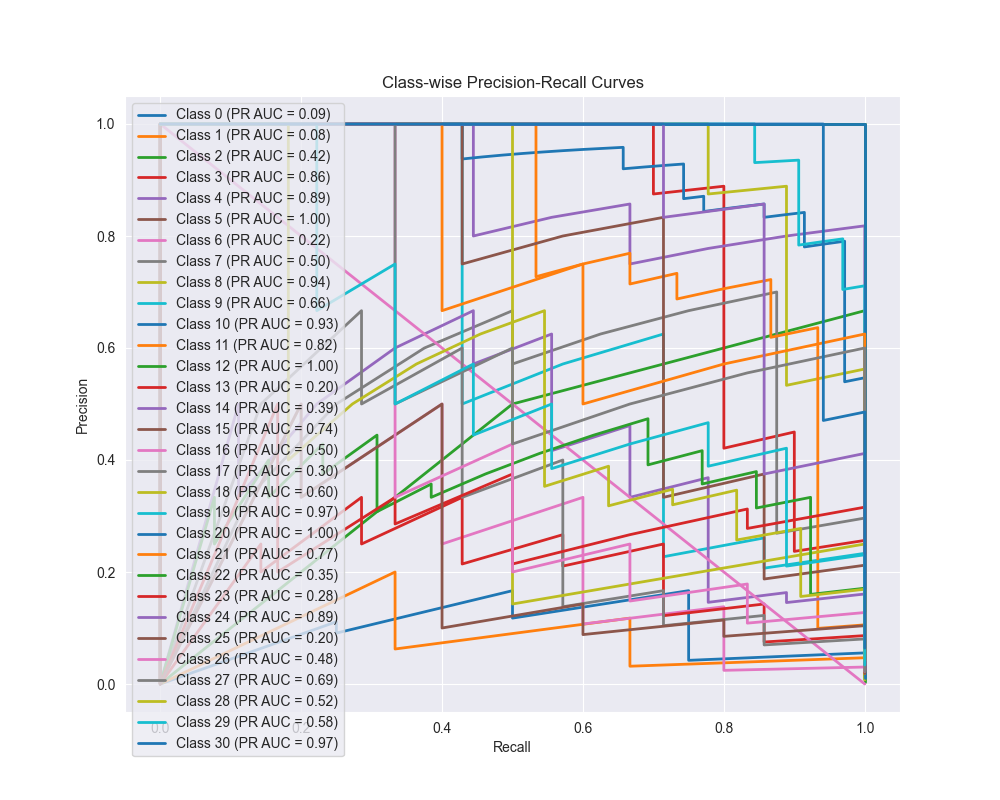 Class-wise Precision-Recall Curves
Precision
1.0
0.8
0.6
0.4
0.2
0.0
Class 0 (PR AUC = 0.09)
Class 1 (PR AUC = 0.08)
Class 2 (PR AUC = 0.42)
Class 3 (PR AUC = 0.86)
Class 4 (PR AUC = 0.89)
Class 5 (PR AUC = 1.00)
Class 6 (PR AUC = 0.22)
Class 7 (PR AUC = 0.50)
Class 8 (PR AUC = 0.94)
Class 9 (PR AUC = 0.66)
Class 10 (PR AUC = 0.93)
Class 11 (PR AUC = 0.82)
Class 12 (PR AUC = 1.00)
Class 13 (PR AUC = 0.20)
Class 14 (PR AUC = 0.39)
Class 15 (PR AUC = 0.74)
Class 16 (PR AUC = 0.50)
Class 17 (PR AUC = 0.30)
Class 18 (PR AUC = 0.60)
Class 19 (PR AUC = 0.97)
Class 20 (PR AUC = 1.00)
Class 21 (PR AUC = 0.77)
Class 22 (PR AUC = 0.35)
Class 23 (PR AUC = 0.28)
Class 24 (PR AUC = 0.89)
Class 25 (PR AUC = 0.20)
Class 26 (PR AUC = 0.48)
Class 27 (PR AUC = 0.69)
Class 28 (PR AUC = 0.52)
Class 29 (PR AUC = 0.58)
Class 30 (PR AUC = 0.97)
0.0 0.2 0.4 0.6 0.8 1.0
Recall